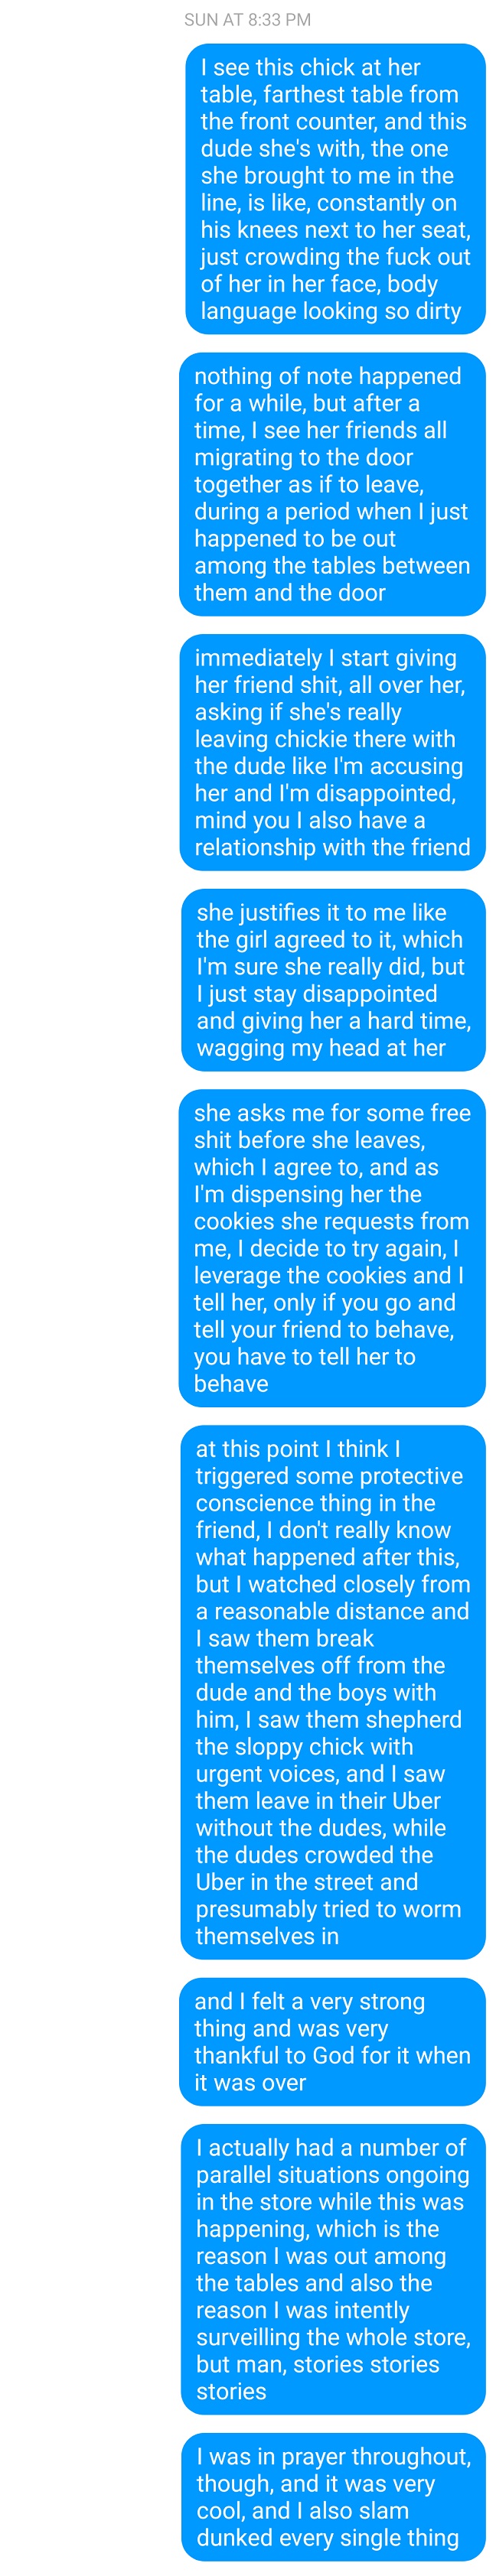 SUN AT 8:33 PM
I see this chick at her
table, farthest table from
the front counter, and this
dude she's with, the one
she brought to me in the
line, is like, constantly on
his knees next to her seat,
just crowding the fuck out
of her in her face, body
language looking so dirty
nothing of note happened
for a while, but after a
time, I see her friends all
migrating to the door
together as if to leave,
during a period when I just
happened to be out
among the tables between
them and the door
immediately I start giving
her friend shit, all over her,
asking if she's really
leaving chickie there with
the dude like I'm accusing
her and I'm disappointed,
mind you I also have a
relationship with the friend
she justifies it to me like
the girl agreed to it, which
I'm sure she really did, but
I just stay disappointed
and giving her a hard time,
wagging my head at her
she asks me for some free
shit before she leaves,
which I agree to, and as
I'm dispensing her the
cookies she requests from
me, I decide to try again, I
leverage the cookies and I
tell her, only if you go and
tell your friend to behave,
you have to tell her to
behave
at this point I think I
triggered some protective
conscience thing in the
friend, I don't really know
what happened after this,
but I watched closely from
a reasonable distance and
I saw them break
themselves off from the
dude and the boys with
him, I saw them shepherd
the sloppy chick with
urgent voices, and I saw
them leave in their Uber
without the dudes, while
the dudes crowded the
Uber in the street and
presumably tried to worm
themselves in
and I felt a very strong
thing and was very
thankful to God for it when
it was over
I actually had a number of
parallel situations ongoing
in the store while this was
happening, which is the
reason I was out among
the tables and also the
reason I was intently
surveilling the whole store,
but man, stories stories
stories
I was in prayer throughout,
though, and it was very
cool, and I also slam
dunked every single thing